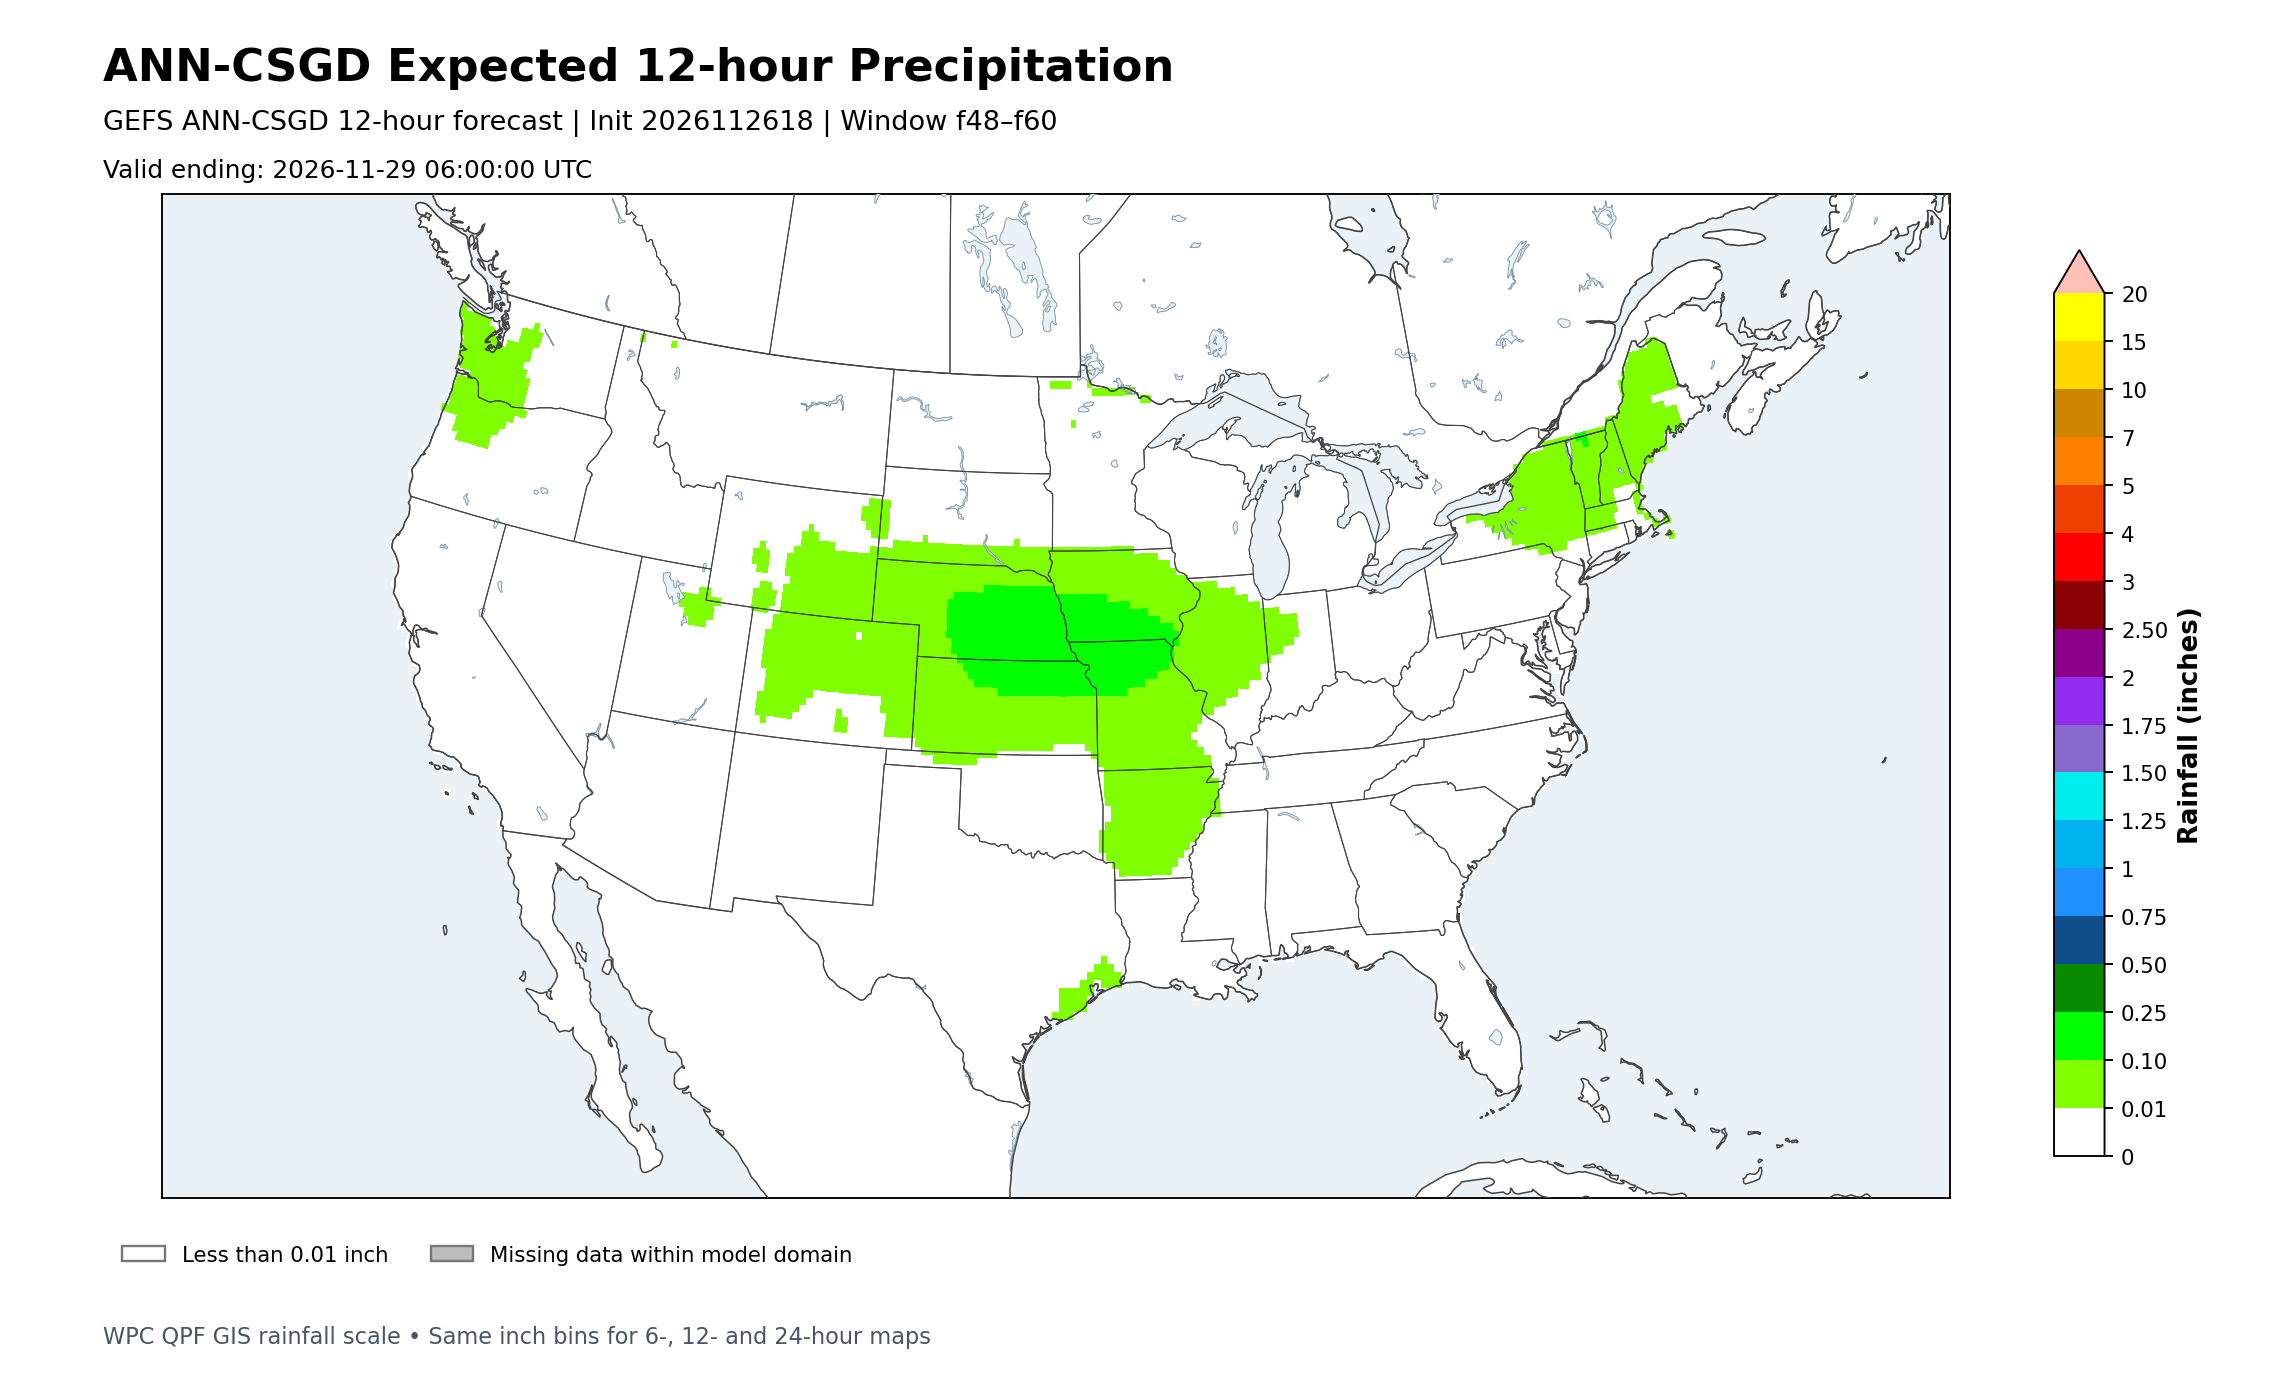 ANN-CSGD Expected 12-hour Precipitation
GEFS ANN-CSGD 12-hour forecast | Init 2026112618 | Window f48–f60
Valid ending: 2026-11-29 06:00:00 UTC
20
15
10
7
5
4
3
2.50
2
1.75
1.50
1.25
1
0.75
0.50
0.25
0.10
0.01
0
Rainfall (inches)
Less than 0.01 inch
Missing data within model domain
WPC QPF GIS rainfall scale • Same inch bins for 6-, 12- and 24-hour maps